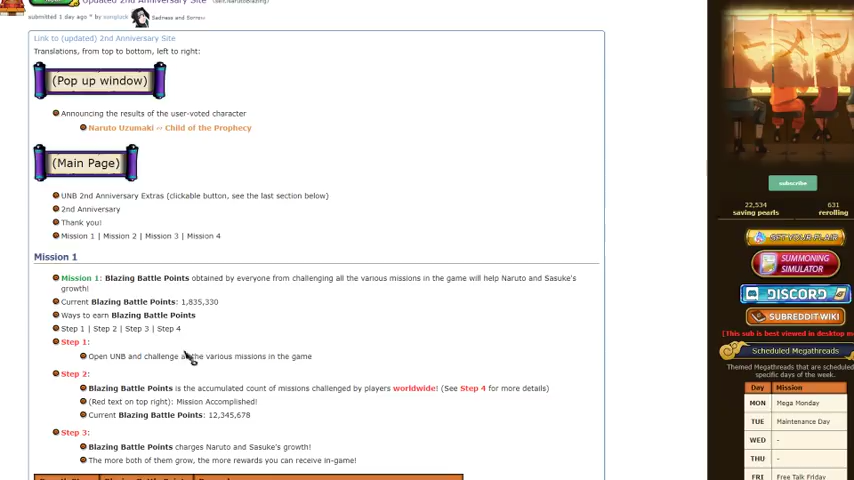 Updated 2nd Anniversary Site
submitted 1 day ago * by songluck Sadness and Sorrow
Link to (updated) 2nd Anniversary Site
Translations, from top to bottom, left to right:
(Pop up window)
Announcing the results of the user-voted character
Naruto Uzumaki ~ Child of the Prophecy
(Main Page)
UNB 2nd Anniversary Extras (clickable button, see the last section below)
2nd Anniversary
Thank you!
Mission 1 | Mission 2 | Mission 3 | Mission 4
Mission 1
Mission 1: Blazing Battle Points obtained by everyone from challenging all the various missions in the game will help Naruto and Sasuke's
growth!
Current Blazing Battle Points: 1,835,330
Ways to earn Blazing Battle Points
Step 1 | Step 2 | Step 3 | Step 4
Step 1:
Open UNB and challenge all the various missions in the game
Step 2:
Blazing Battle Points is the accumulated count of missions challenged by players worldwide! (See Step 4 for more details)
(Red text on top right): Mission Accomplished!
Current Blazing Battle Points: 12,345,678
Step 3:
Blazing Battle Points charges Naruto and Sasuke's growth!
The more both of them grow, the more rewards you can receive in-game!
subscribe
22,534 631
saving pearls rerolling
SET YOUR FLAIR
SUMMONING
SIMULATOR
DISCORD
SUBREDDIT WIKI
[This sub is best viewed in desktop m
Scheduled Megathreads
Themed Megathreads that are scheduled
specific days of the week.
Day Mission
MON Mega Monday
TUE Maintenance Day
WED -
THU -
FRI Free Talk Friday